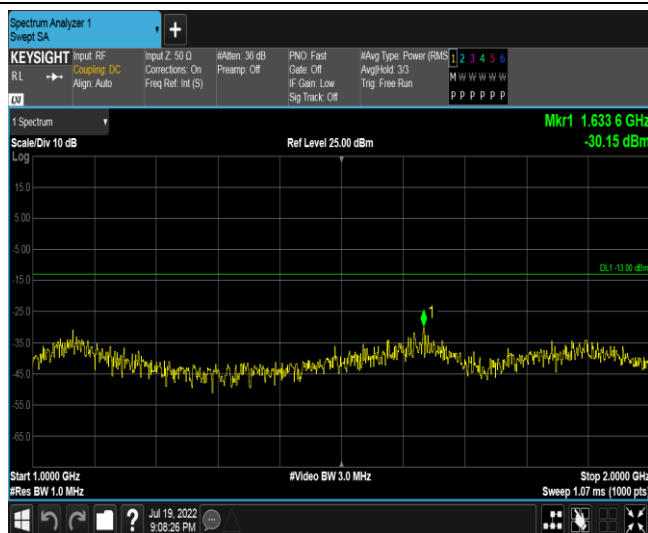 Spectrum Analyzer 1
Swept SA
+
KEYSIGHT
RL
LXI
Input: RF
Coupling: DC
Align: Auto
Input Z: 50 Ω
Corrections: On
Freq Ref: Int (S)
#Atten: 36 dB
Preamp: Off
PNO: Fast
Gate: Off
IF Gain: Low
Sig Track: Off
#Avg Type: Power (RMS
Avg|Hold: 3/3
Trig: Free Run
1 2 3 4 5 6
M W W W W W
P P P P P P
1 Spectrum
Scale/Div 10 dB
Ref Level 25.00 dBm
Mkr1 1.633 6 GHz
-30.15 dBm
Log
15.0
5.00
-5.00
DL1 -13.00 dBm
-15.0
-25.0
1
-35.0
-45.0
-55.0
-65.0
Start 1.0000 GHz
#Video BW 3.0 MHz
Stop 2.0000 GHz
#Res BW 1.0 MHz
Sweep 1.07 ms (1000 pts)
?
Jul 19, 2022
9:08:26 PM